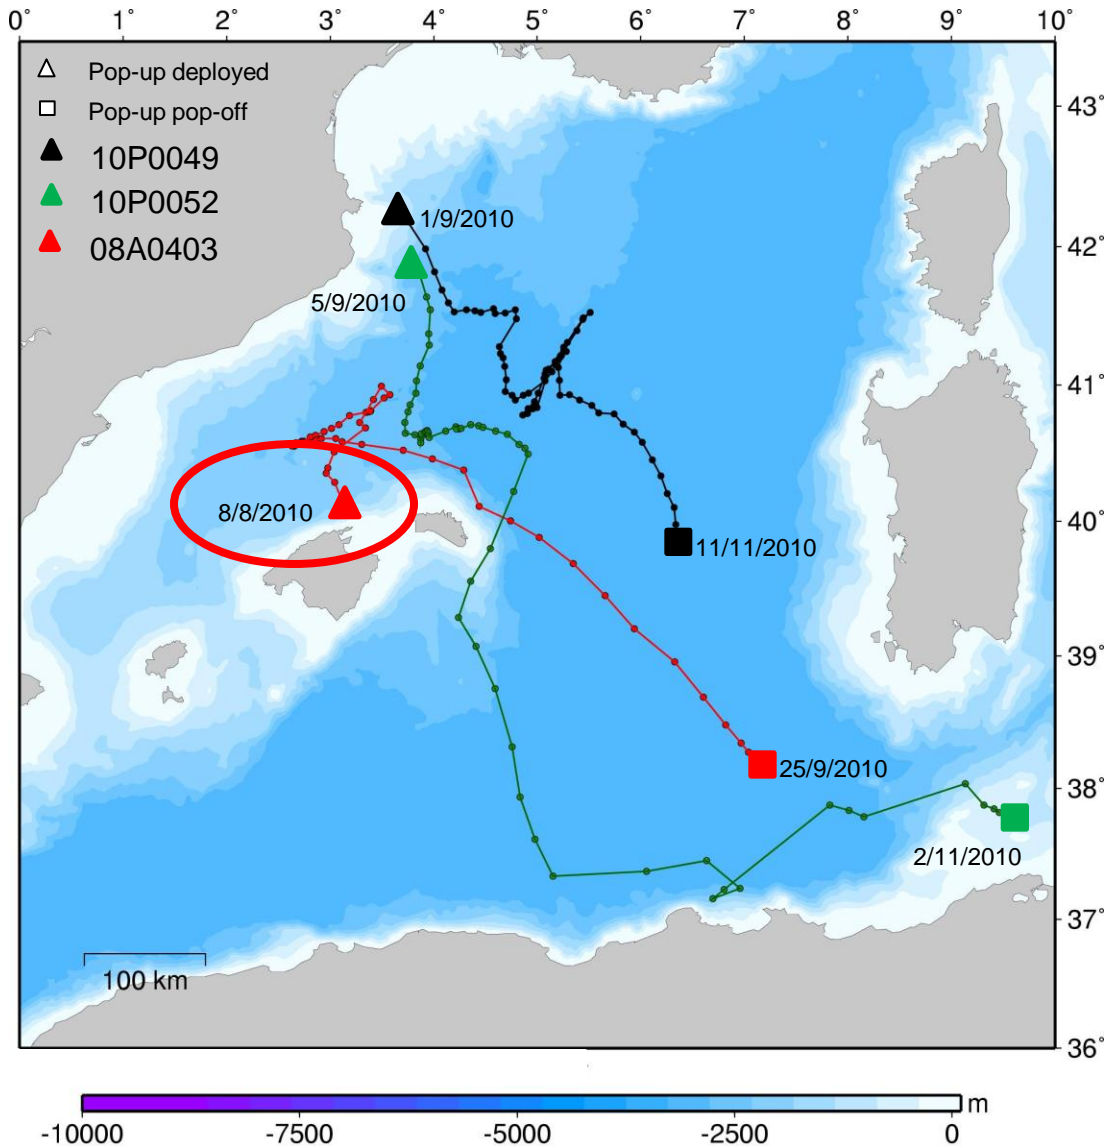 0° 1° 2° 3° 4° 5° 6° 7° 8° 9° 10°
Pop-up deployed
Pop-up pop-off
10P0049
10P0052
08A0403
43°
42°
41°
40°
39°
38°
37°
36°
1/9/2010
5/9/2010
8/8/2010
11/11/2010
25/9/2010
2/11/2010
100 km
m
-10000 -7500 -5000 -2500 0